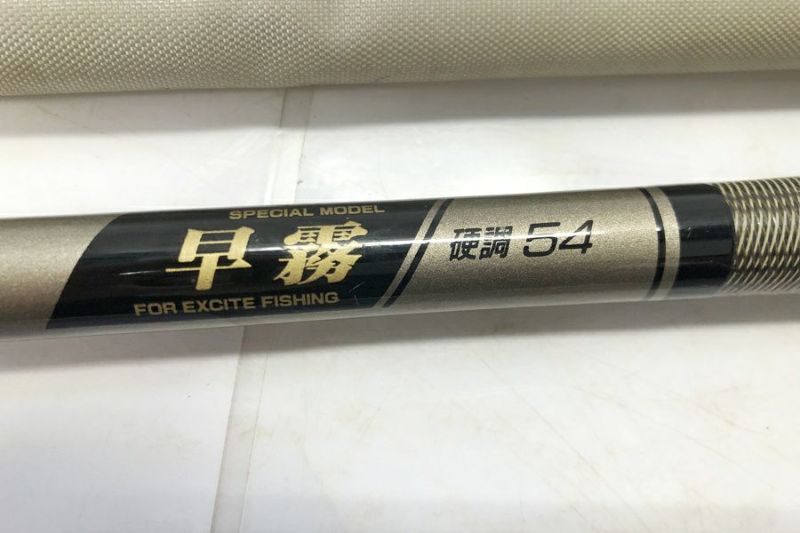 SPECIAL MODEL
早霧
FOR EXCITE FISHING
硬調 54